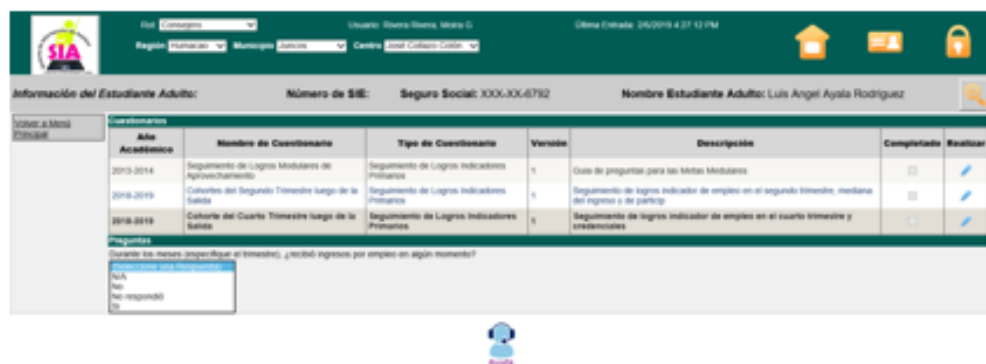 SIA
Rol Consejero
Usuario: Rivera Rivera, Moira G
Última Entrada: 2/6/2019 4:27:12 PM
Región Humacao Municipio Juncos Centro José Collazo Colón
Información del Estudiante Adulto: Número de SIE: Seguro Social: XXX-XX-6792 Nombre Estudiante Adulto: Luis Angel Ayala Rodriguez
Volver a Menú
Principal
Cuestionarios
Año Académico Nombre de Cuestionario Tipo de Cuestionario Versión Descripción Completado Realizar
2013-2014 Seguimiento de Logros Modulares de Aprovechamiento Seguimiento de Logros Indicadores Primarios 1 Guia de preguntas para las Metas Medulares
2018-2019 Cohortes del Segundo Trimestre luego de la Salida Seguimiento de Logros Indicadores Primarios 1 Seguimiento de logros indicador de empleo en el segundo trimestre, mediana del ingreso y de particip
2018-2019 Cohorte del Cuarto Trimestre luego de la Salida Seguimiento de Logros Indicadores Primarios 1 Seguimiento de logros indicador de empleo en el cuarto trimestre y credenciales
Preguntas
Durante los meses (especifique el trimestre), ¿recibió ingresos por empleo en algún momento?
(Seleccione una Respuesta)
N/A
No
No respondió
Si
Ayuda